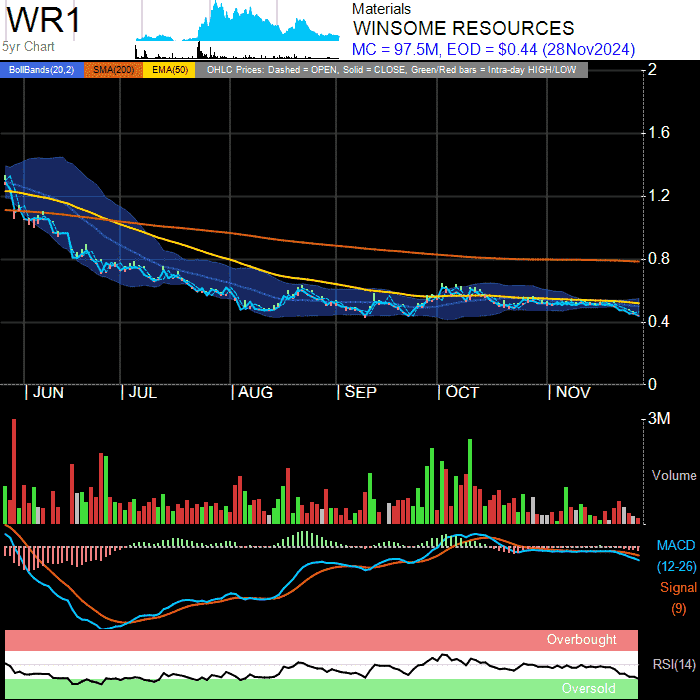 WR1
5yr Chart
Materials
WINSOME RESOURCES
MC = 97.5M, EOD = $0.44 (28Nov2024)
BollBands(20,2) SMA(200) EMA(50) OHLC Prices: Dashed = OPEN, Solid = CLOSE, Green/Red bars = Intra-day HIGH/LOW
2
1.6
1.2
0.8
0.4
0
JUN JUL AUG SEP OCT NOV
3M
Volume
MACD
(12-26)
Signal
(9)
Overbought
RSI(14)
Oversold